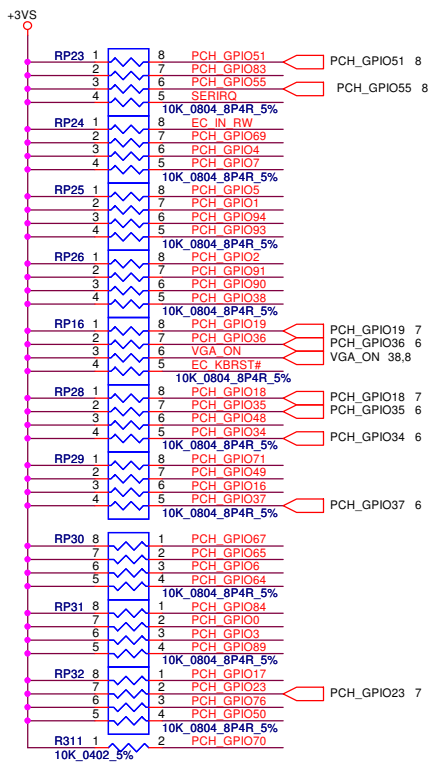 +3VS
RP23 1 8 PCH_GPIO51 PCH_GPIO51 8
2 7 PCH_GPIO83
3 6 PCH_GPIO55 PCH_GPIO55 8
4 5 SERIRQ
10K_0804_8P4R_5%
RP24 1 8 EC_IN_RW
2 7 PCH_GPIO69
3 6 PCH_GPIO4
4 5 PCH_GPIO7
10K_0804_8P4R_5%
RP25 1 8 PCH_GPIO5
2 7 PCH_GPIO1
3 6 PCH_GPIO94
4 5 PCH_GPIO93
10K_0804_8P4R_5%
RP26 1 8 PCH_GPIO2
2 7 PCH_GPIO91
3 6 PCH_GPIO90
4 5 PCH_GPIO38
10K_0804_8P4R_5%
RP16 1 8 PCH_GPIO19 PCH_GPIO19 7
2 7 PCH_GPIO36 PCH_GPIO36 6
3 6 VGA_ON VGA_ON 38,8
4 5 EC_KBRST#
10K_0804_8P4R_5%
RP28 1 8 PCH_GPIO18 PCH_GPIO18 7
2 7 PCH_GPIO35 PCH_GPIO35 6
3 6 PCH_GPIO48
4 5 PCH_GPIO34 PCH_GPIO34 6
10K_0804_8P4R_5%
RP29 1 8 PCH_GPIO71
2 7 PCH_GPIO49
3 6 PCH_GPIO16
4 5 PCH_GPIO37 PCH_GPIO37 6
10K_0804_8P4R_5%
RP30 8 1 PCH_GPIO67
7 2 PCH_GPIO65
6 3 PCH_GPIO6
5 4 PCH_GPIO64
10K_0804_8P4R_5%
RP31 8 1 PCH_GPIO84
7 2 PCH_GPIO0
6 3 PCH_GPIO3
5 4 PCH_GPIO89
10K_0804_8P4R_5%
RP32 8 1 PCH_GPIO17
7 2 PCH_GPIO23 PCH_GPIO23 7
6 3 PCH_GPIO76
5 4 PCH_GPIO50
10K_0804_8P4R_5%
R311 1 2 PCH_GPIO70
10K_0402_5%